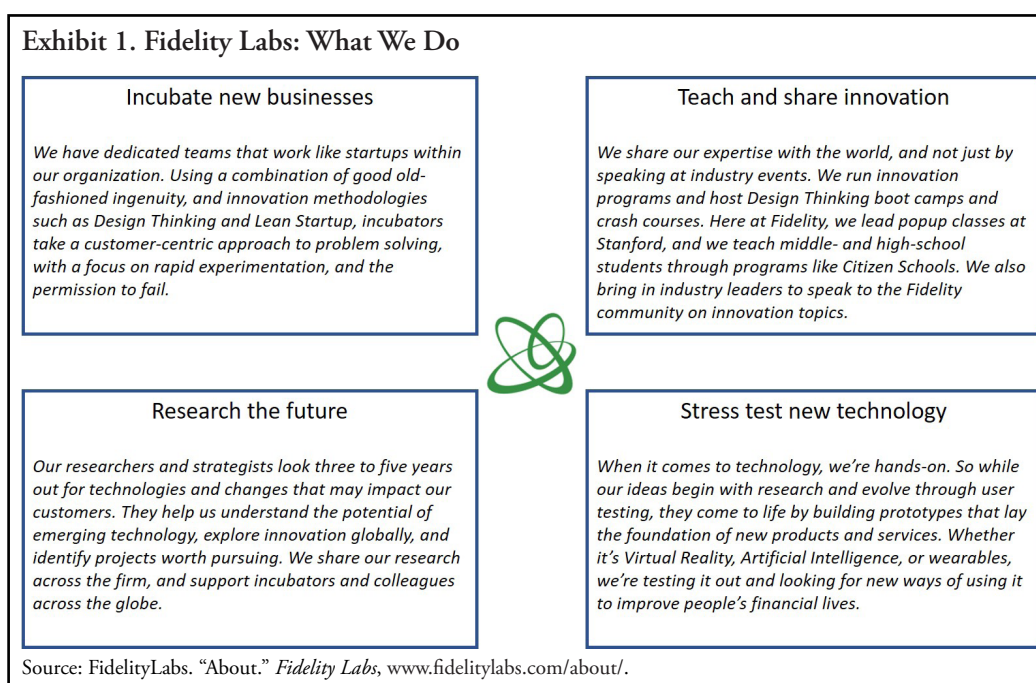 Exhibit 1. Fidelity Labs: What We Do
Incubate new businesses
We have dedicated teams that work like startups within
our organization. Using a combination of good old-
fashioned ingenuity, and innovation methodologies
such as Design Thinking and Lean Startup, incubators
take a customer-centric approach to problem solving,
with a focus on rapid experimentation, and the
permission to fail.
Teach and share innovation
We share our expertise with the world, and not just by
speaking at industry events. We run innovation
programs and host Design Thinking boot camps and
crash courses. Here at Fidelity, we lead popup classes at
Stanford, and we teach middle- and high-school
students through programs like Citizen Schools. We also
bring in industry leaders to speak to the Fidelity
community on innovation topics.
Research the future
Our researchers and strategists look three to five years
out for technologies and changes that may impact our
customers. They help us understand the potential of
emerging technology, explore innovation globally, and
identify projects worth pursuing. We share our research
across the firm, and support incubators and colleagues
across the globe.
Stress test new technology
When it comes to technology, we’re hands-on. So while
our ideas begin with research and evolve through user
testing, they come to life by building prototypes that lay
the foundation of new products and services. Whether
it’s Virtual Reality, Artificial Intelligence, or wearables,
we’re testing it out and looking for new ways of using it
to improve people’s financial lives.
Source: FidelityLabs. “About.” Fidelity Labs, www.fidelitylabs.com/about/.